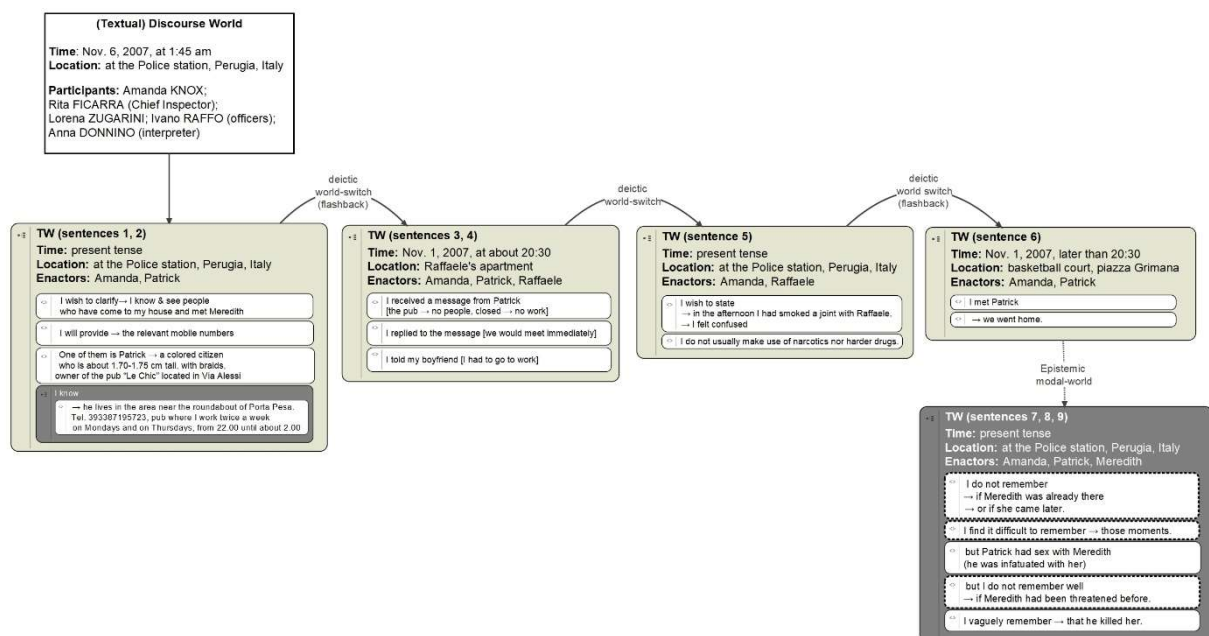 (Textual) Discourse World
Time: Nov. 6, 2007, at 1:45 am
Location: at the Police station, Perugia, Italy
Participants: Amanda KNOX;
Rita FICARRA (Chief Inspector);
Lorena ZUGARINI; Ivano RAFFO (officers);
Anna DONNINO (interpreter)
deictic
world-switch
(flashback)
deictic
world-switch
deictic
world switch
(flashback)
TW (sentences 1, 2)
Time: present tense
Location: at the Police station, Perugia, Italy
Enactors: Amanda, Patrick
I wish to clarify→ I know & see people
who have come to my house and met Meredith
I will provide → the relevant mobile numbers
One of them is Patrick → a colored citizen
who is about 1.70-1.75 cm tall, with braids,
owner of the pub "Le Chic" located in Via Alessi
I know
→ he lives in the area near the roundabout of Porta Pesa.
Tel. 393387195723, pub where I work twice a week
on Mondays and on Thursdays, from 22.00 until about 2.00
TW (sentences 3, 4)
Time: Nov. 1, 2007, at about 20:30
Location: Raffaele's apartment
Enactors: Amanda, Patrick, Raffaele
I received a message from Patrick
[the pub → no people, closed → no work]
I replied to the message [we would meet immediately]
I told my boyfriend [I had to go to work]
TW (sentence 5)
Time: present tense
Location: at the Police station, Perugia, Italy
Enactors: Amanda, Raffaele
I wish to state
→ in the afternoon I had smoked a joint with Raffaele,
→ I felt confused
I do not usually make use of narcotics nor harder drugs.
TW (sentence 6)
Time: Nov. 1, 2007, later than 20:30
Location: basketball court, piazza Grimana
Enactors: Amanda, Patrick
I met Patrick
→ we went home.
Epistemic
modal-world
TW (sentences 7, 8, 9)
Time: present tense
Location: at the Police station, Perugia, Italy
Enactors: Amanda, Patrick, Meredith
I do not remember
→ if Meredith was already there
→ or if she came later.
I find it difficult to remember → those moments.
but Patrick had sex with Meredith
(he was infatuated with her)
but I do not remember well
→ if Meredith had been threatened before.
I vaguely remember → that he killed her.